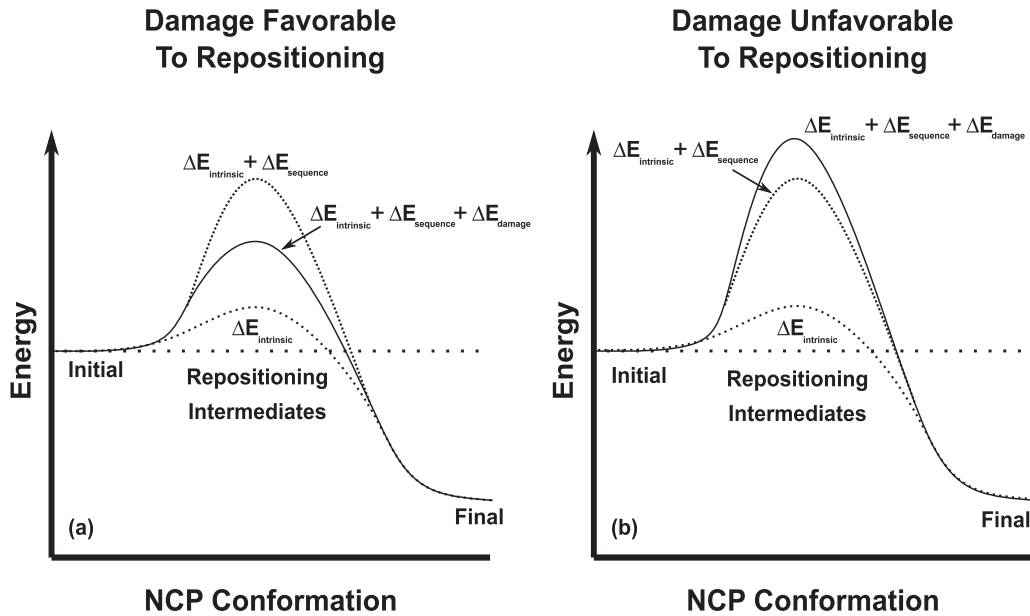 Damage Favorable
To Repositioning
ΔEintrinsic + ΔEsequence
ΔEintrinsic + ΔEsequence + ΔEdamage
ΔEintrinsic
Energy
Initial
Repositioning
Intermediates
Final
(a)
NCP Conformation
Damage Unfavorable
To Repositioning
ΔEintrinsic + ΔEsequence + ΔEdamage
ΔEintrinsic + ΔEsequence
ΔEintrinsic
Energy
Initial
Repositioning
Intermediates
Final
(b)
NCP Conformation